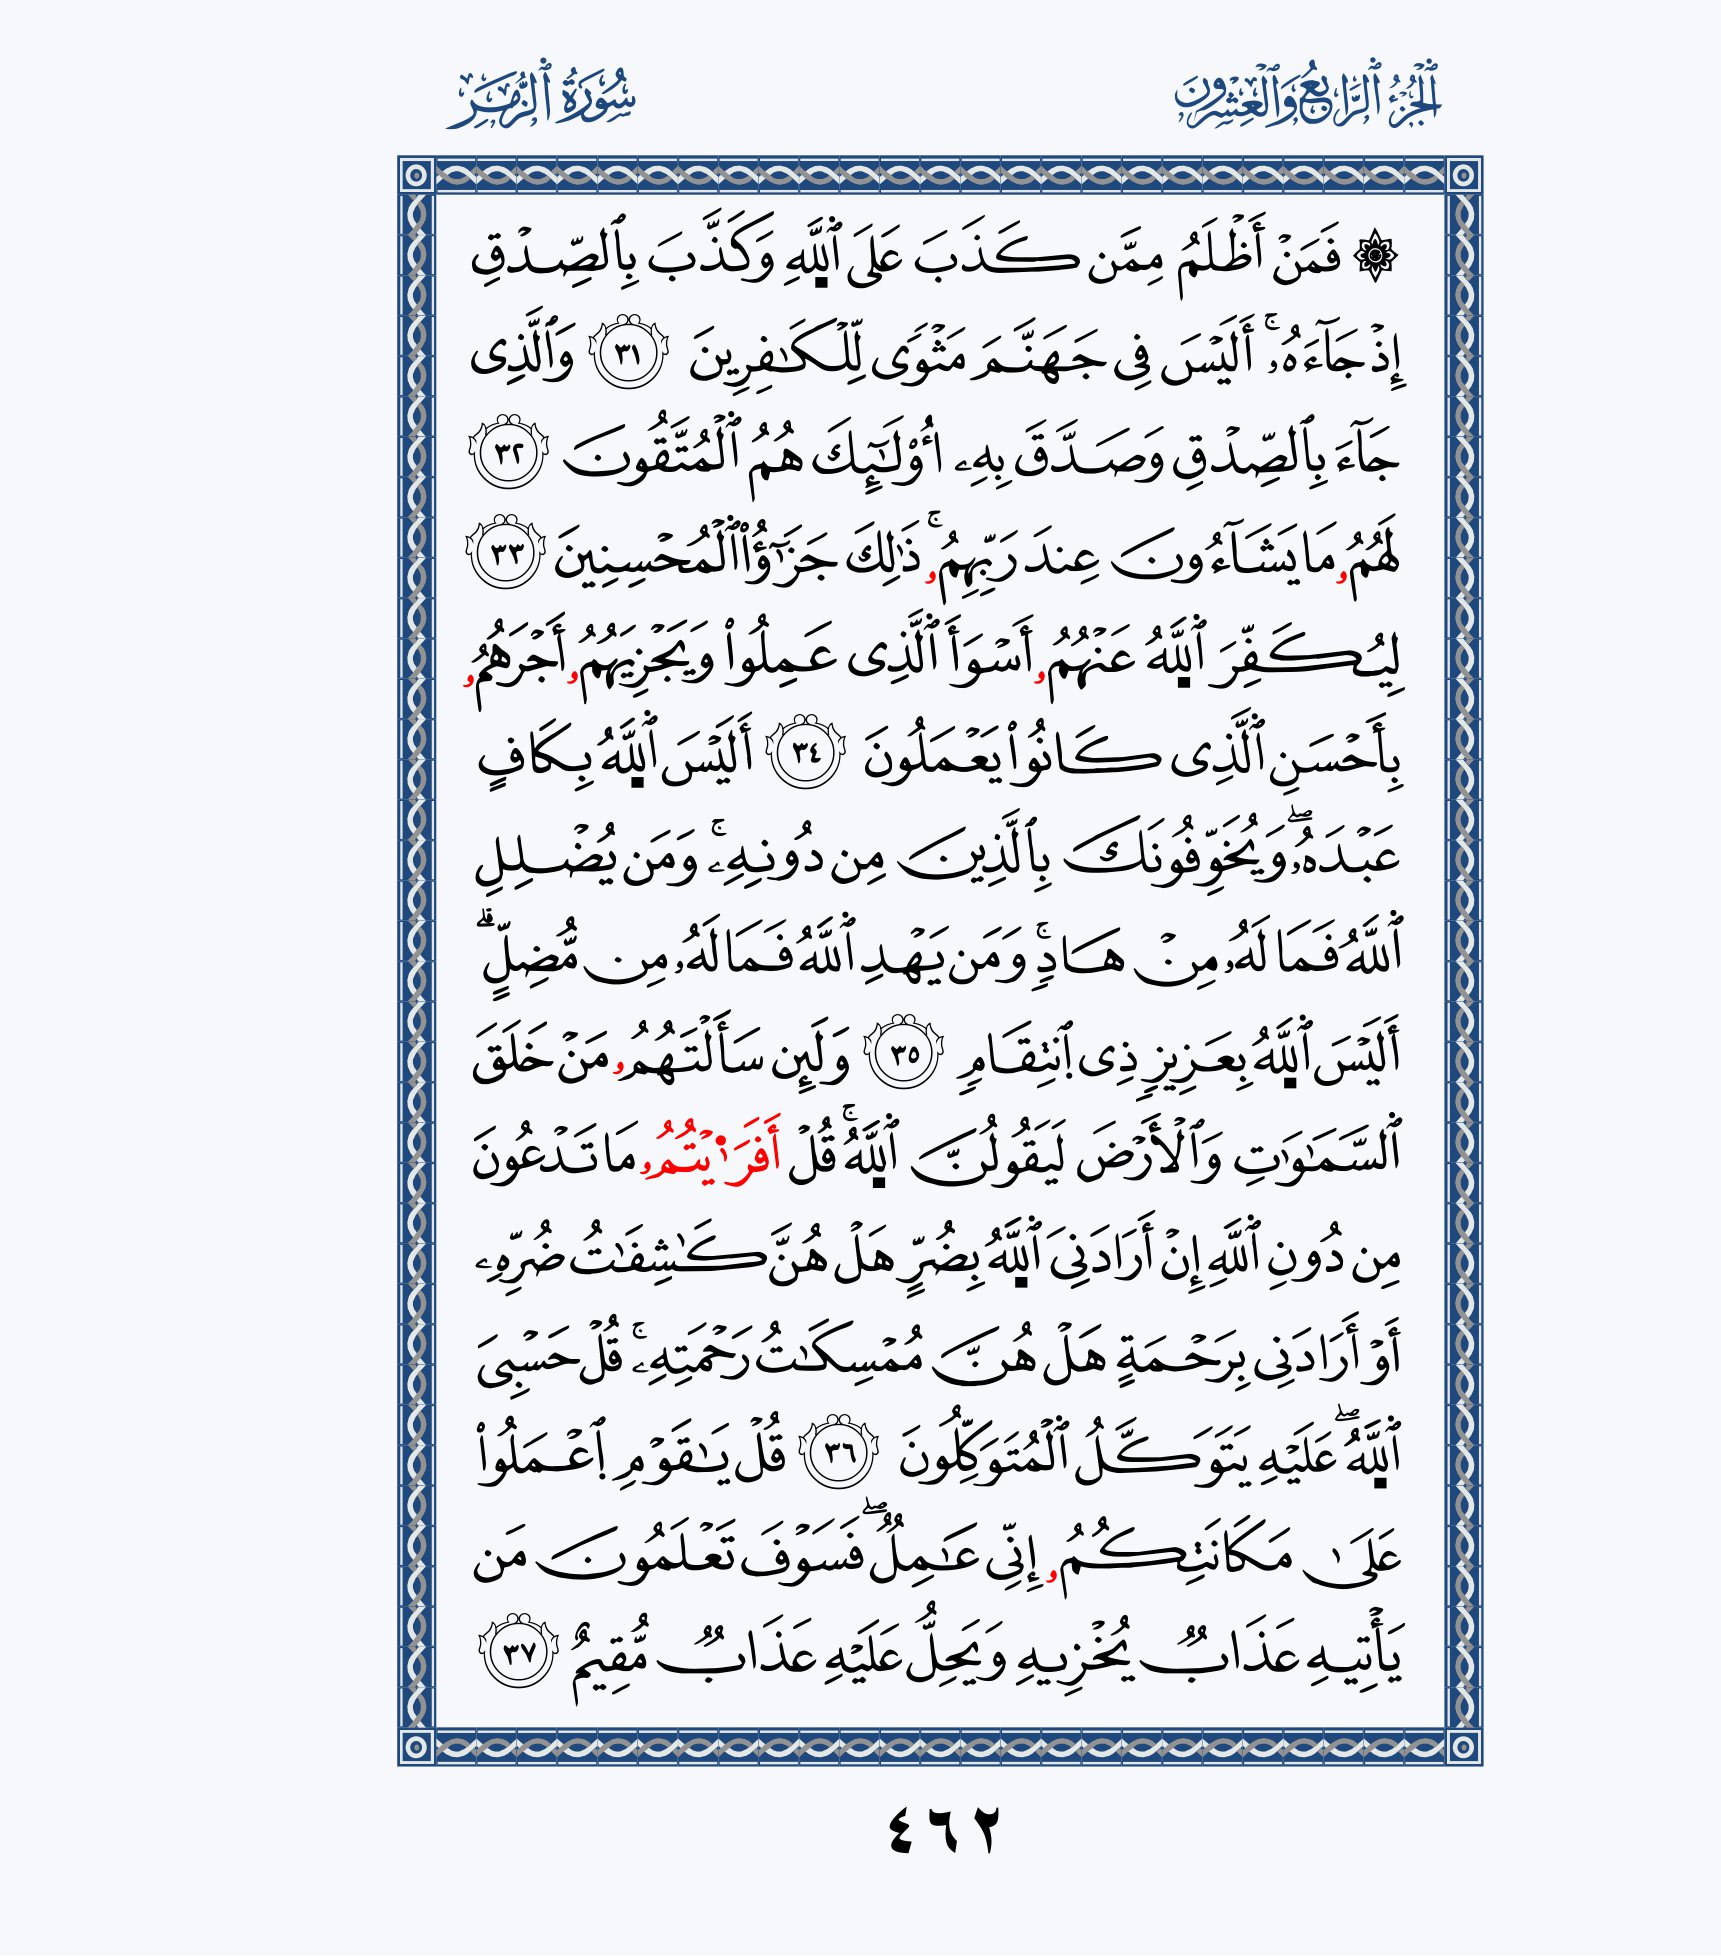 ٱلْجُزْءُ ٱلرَّابِعُ وَٱلْعِشْرُونَ
سُورَةُ ٱلزُّمَرِ
۞ فَمَنْ أَظْلَمُ مِمَّن كَذَبَ عَلَى ٱللَّهِ وَكَذَّبَ بِٱلصِّدْقِ
إِذْ جَآءَهُۥٓۚ أَلَيْسَ فِى جَهَنَّمَ مَثْوًى لِّلْكَٰفِرِينَ ٣١ وَٱلَّذِى
جَآءَ بِٱلصِّدْقِ وَصَدَّقَ بِهِۦ أُوْلَٰٓئِكَ هُمُ ٱلْمُتَّقُونَ ٣٢
لَهُمُۥ مَا يَشَآءُونَ عِندَ رَبِّهِمُۥۚ ذَٰلِكَ جَزَٰٓؤُاْ ٱلْمُحْسِنِينَ ٣٣
لِيُكَفِّرَ ٱللَّهُ عَنْهُمُۥ أَسْوَأَ ٱلَّذِى عَمِلُواْ وَيَجْزِيَهُمُۥ أَجْرَهُمُۥ
بِأَحْسَنِ ٱلَّذِى كَانُواْ يَعْمَلُونَ ٣٤ أَلَيْسَ ٱللَّهُ بِكَافٍ
عَبْدَهُۥۖ وَيُخَوِّفُونَكَ بِٱلَّذِينَ مِن دُونِهِۦۚ وَمَن يُضْلِلِ
ٱللَّهُ فَمَا لَهُۥ مِنْ هَادٍۚ وَمَن يَهْدِ ٱللَّهُ فَمَا لَهُۥ مِن مُّضِلٍّۗ
أَلَيْسَ ٱللَّهُ بِعَزِيزٍ ذِى ٱنتِقَامٍ ٣٥ وَلَئِن سَأَلْتَهُمُۥ مَنْ خَلَقَ
ٱلسَّمَٰوَٰتِ وَٱلْأَرْضَ لَيَقُولُنَّ ٱللَّهُۚ قُلْ أَفَرَٰ۬يْتُمُۥ مَا تَدْعُونَ
مِن دُونِ ٱللَّهِ إِنْ أَرَادَنِىَ ٱللَّهُ بِضُرٍّ هَلْ هُنَّ كَٰشِفَٰتُ ضُرِّهِۦ
أَوْ أَرَادَنِى بِرَحْمَةٍ هَلْ هُنَّ مُمْسِكَٰتُ رَحْمَتِهِۦۚ قُلْ حَسْبِىَ
ٱللَّهُۖ عَلَيْهِ يَتَوَكَّلُ ٱلْمُتَوَكِّلُونَ ٣٦ قُلْ يَٰقَوْمِ ٱعْمَلُواْ
عَلَىٰ مَكَانَتِكُمُۥ إِنِّى عَٰمِلٌۖ فَسَوْفَ تَعْلَمُونَ مَن
يَأْتِيهِ عَذَابٌ يُخْزِيهِ وَيَحِلُّ عَلَيْهِ عَذَابٌ مُّقِيمٌ ٣٧
٤٦٢